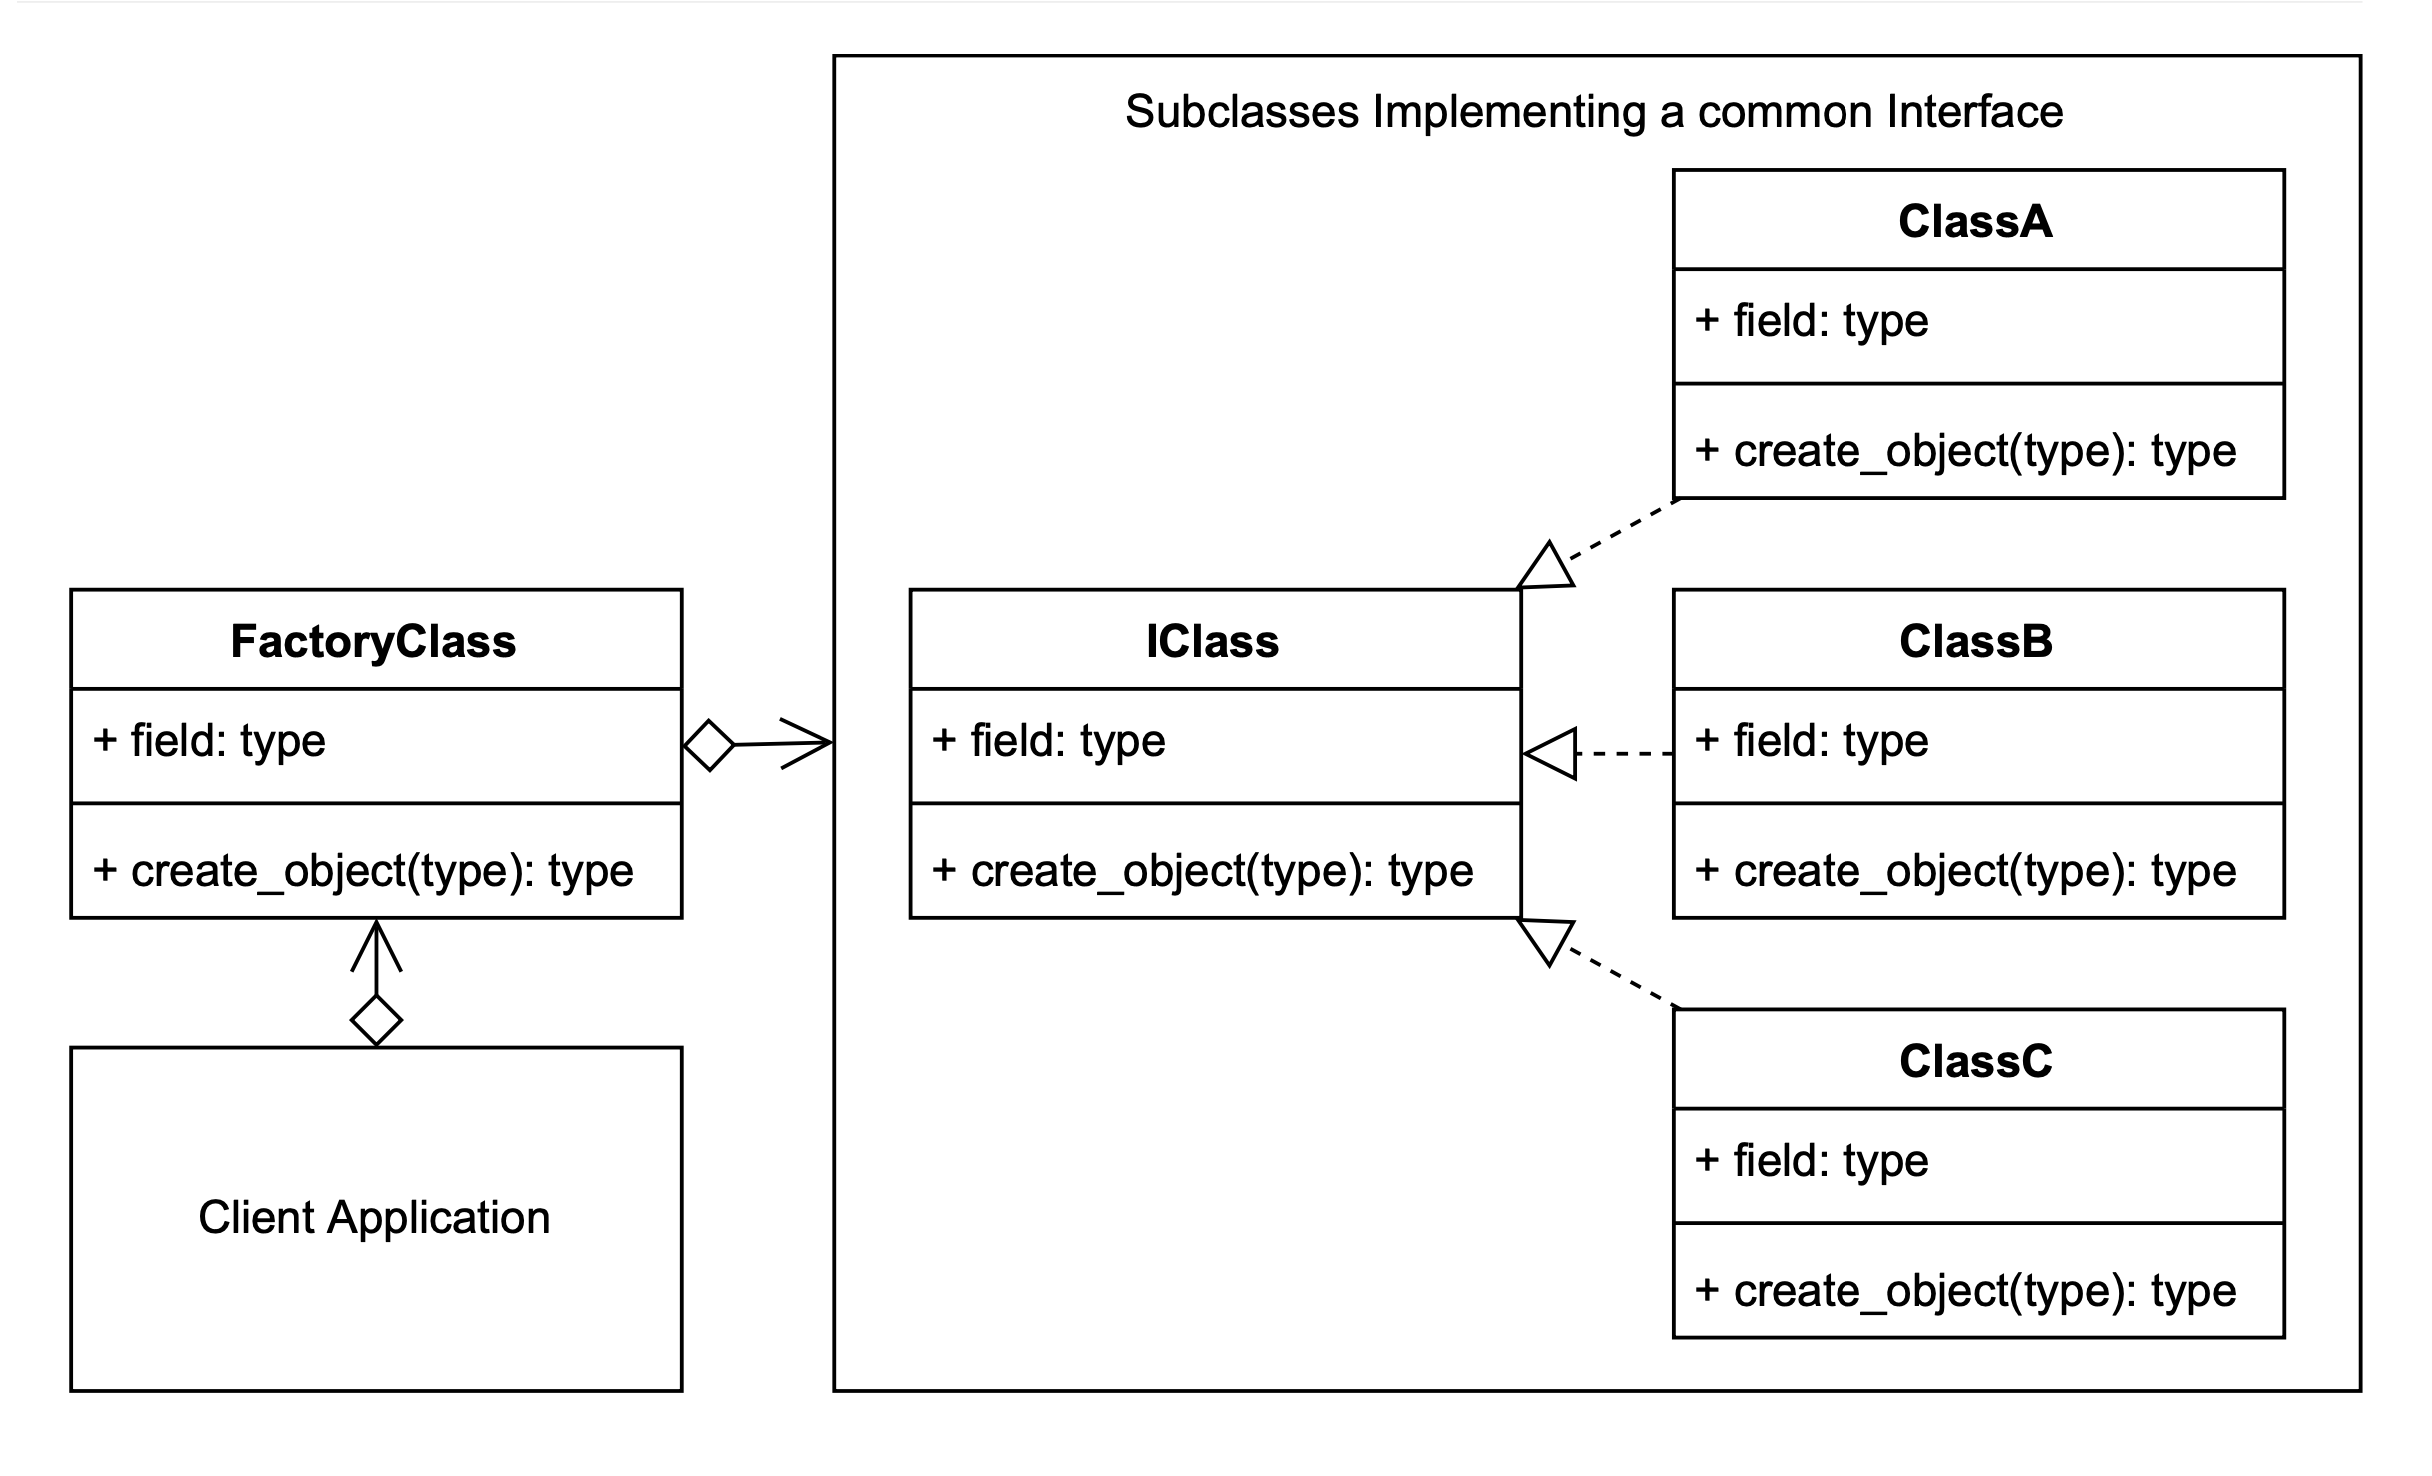 Subclasses Implementing a common Interface
ClassA
+ field: type
+ create_object(type): type
FactoryClass
+ field: type
+ create_object(type): type
IClass
+ field: type
+ create_object(type): type
ClassB
+ field: type
+ create_object(type): type
Client Application
ClassC
+ field: type
+ create_object(type): type